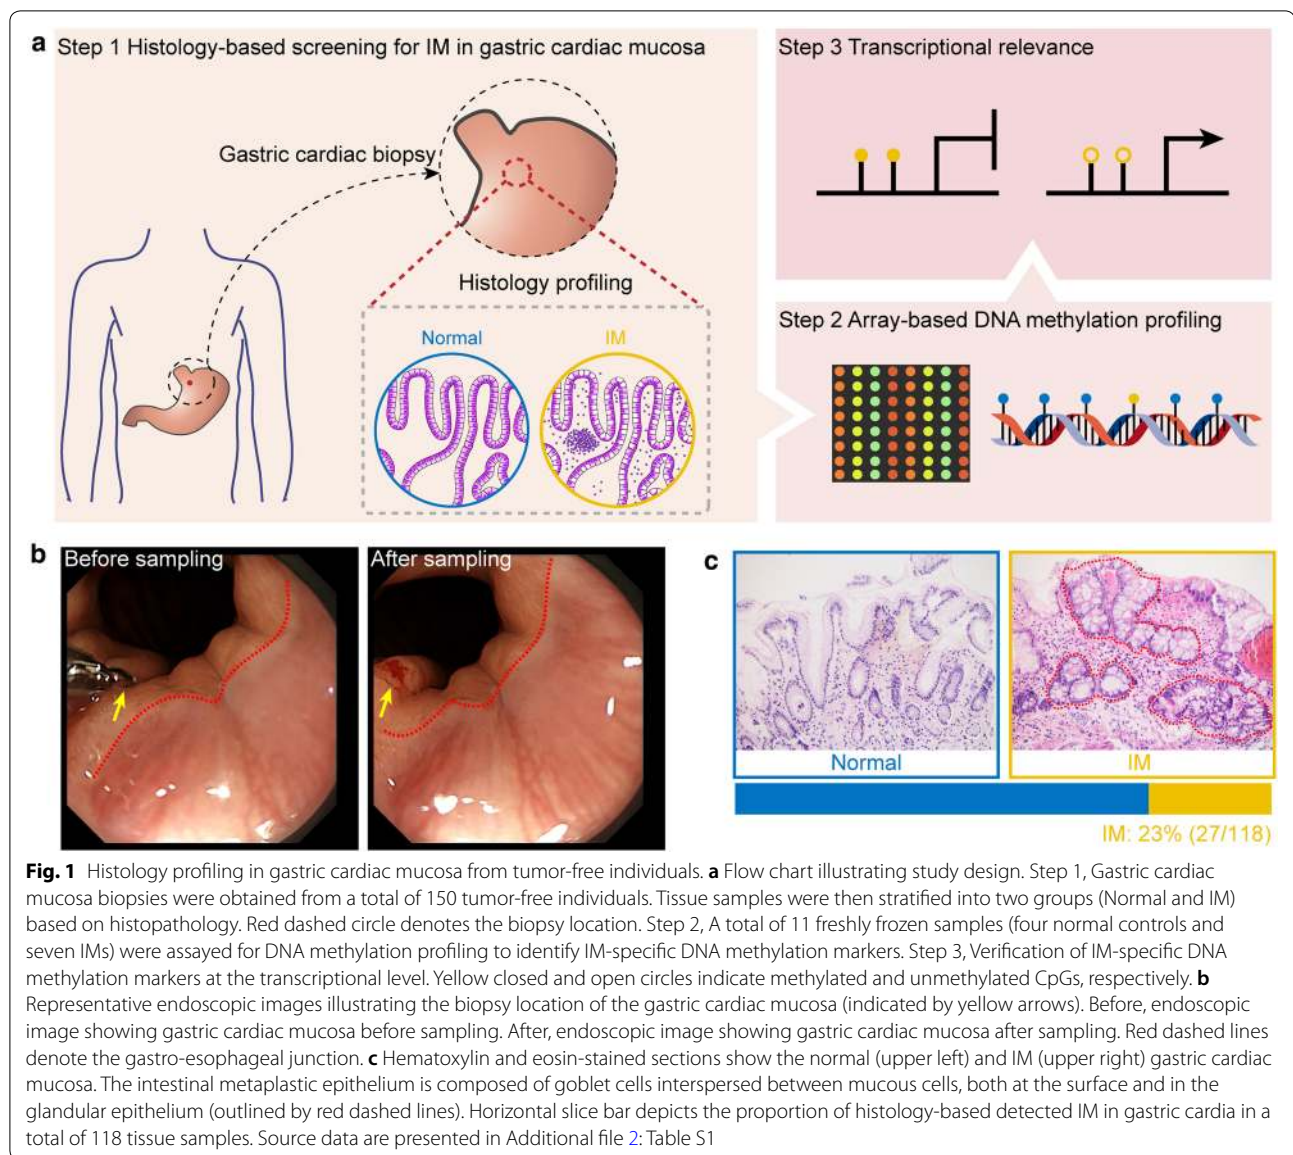 a Step 1 Histology-based screening for IM in gastric cardiac mucosa
Gastric cardiac biopsy
Histology profiling
Normal
IM
Step 3 Transcriptional relevance
Step 2 Array-based DNA methylation profiling
b Before sampling
After sampling
c
Normal
IM
IM: 23% (27/118)
Fig. 1 Histology profiling in gastric cardiac mucosa from tumor-free individuals. a Flow chart illustrating study design. Step 1, Gastric cardiac
mucosa biopsies were obtained from a total of 150 tumor-free individuals. Tissue samples were then stratified into two groups (Normal and IM)
based on histopathology. Red dashed circle denotes the biopsy location. Step 2, A total of 11 freshly frozen samples (four normal controls and
seven IMs) were assayed for DNA methylation profiling to identify IM-specific DNA methylation markers. Step 3, Verification of IM-specific DNA
methylation markers at the transcriptional level. Yellow closed and open circles indicate methylated and unmethylated CpGs, respectively. b
Representative endoscopic images illustrating the biopsy location of the gastric cardiac mucosa (indicated by yellow arrows). Before, endoscopic
image showing gastric cardiac mucosa before sampling. After, endoscopic image showing gastric cardiac mucosa after sampling. Red dashed lines
denote the gastro-esophageal junction. c Hematoxylin and eosin-stained sections show the normal (upper left) and IM (upper right) gastric cardiac
mucosa. The intestinal metaplastic epithelium is composed of goblet cells interspersed between mucous cells, both at the surface and in the
glandular epithelium (outlined by red dashed lines). Horizontal slice bar depicts the proportion of histology-based detected IM in gastric cardia in a
total of 118 tissue samples. Source data are presented in Additional file 2: Table S1